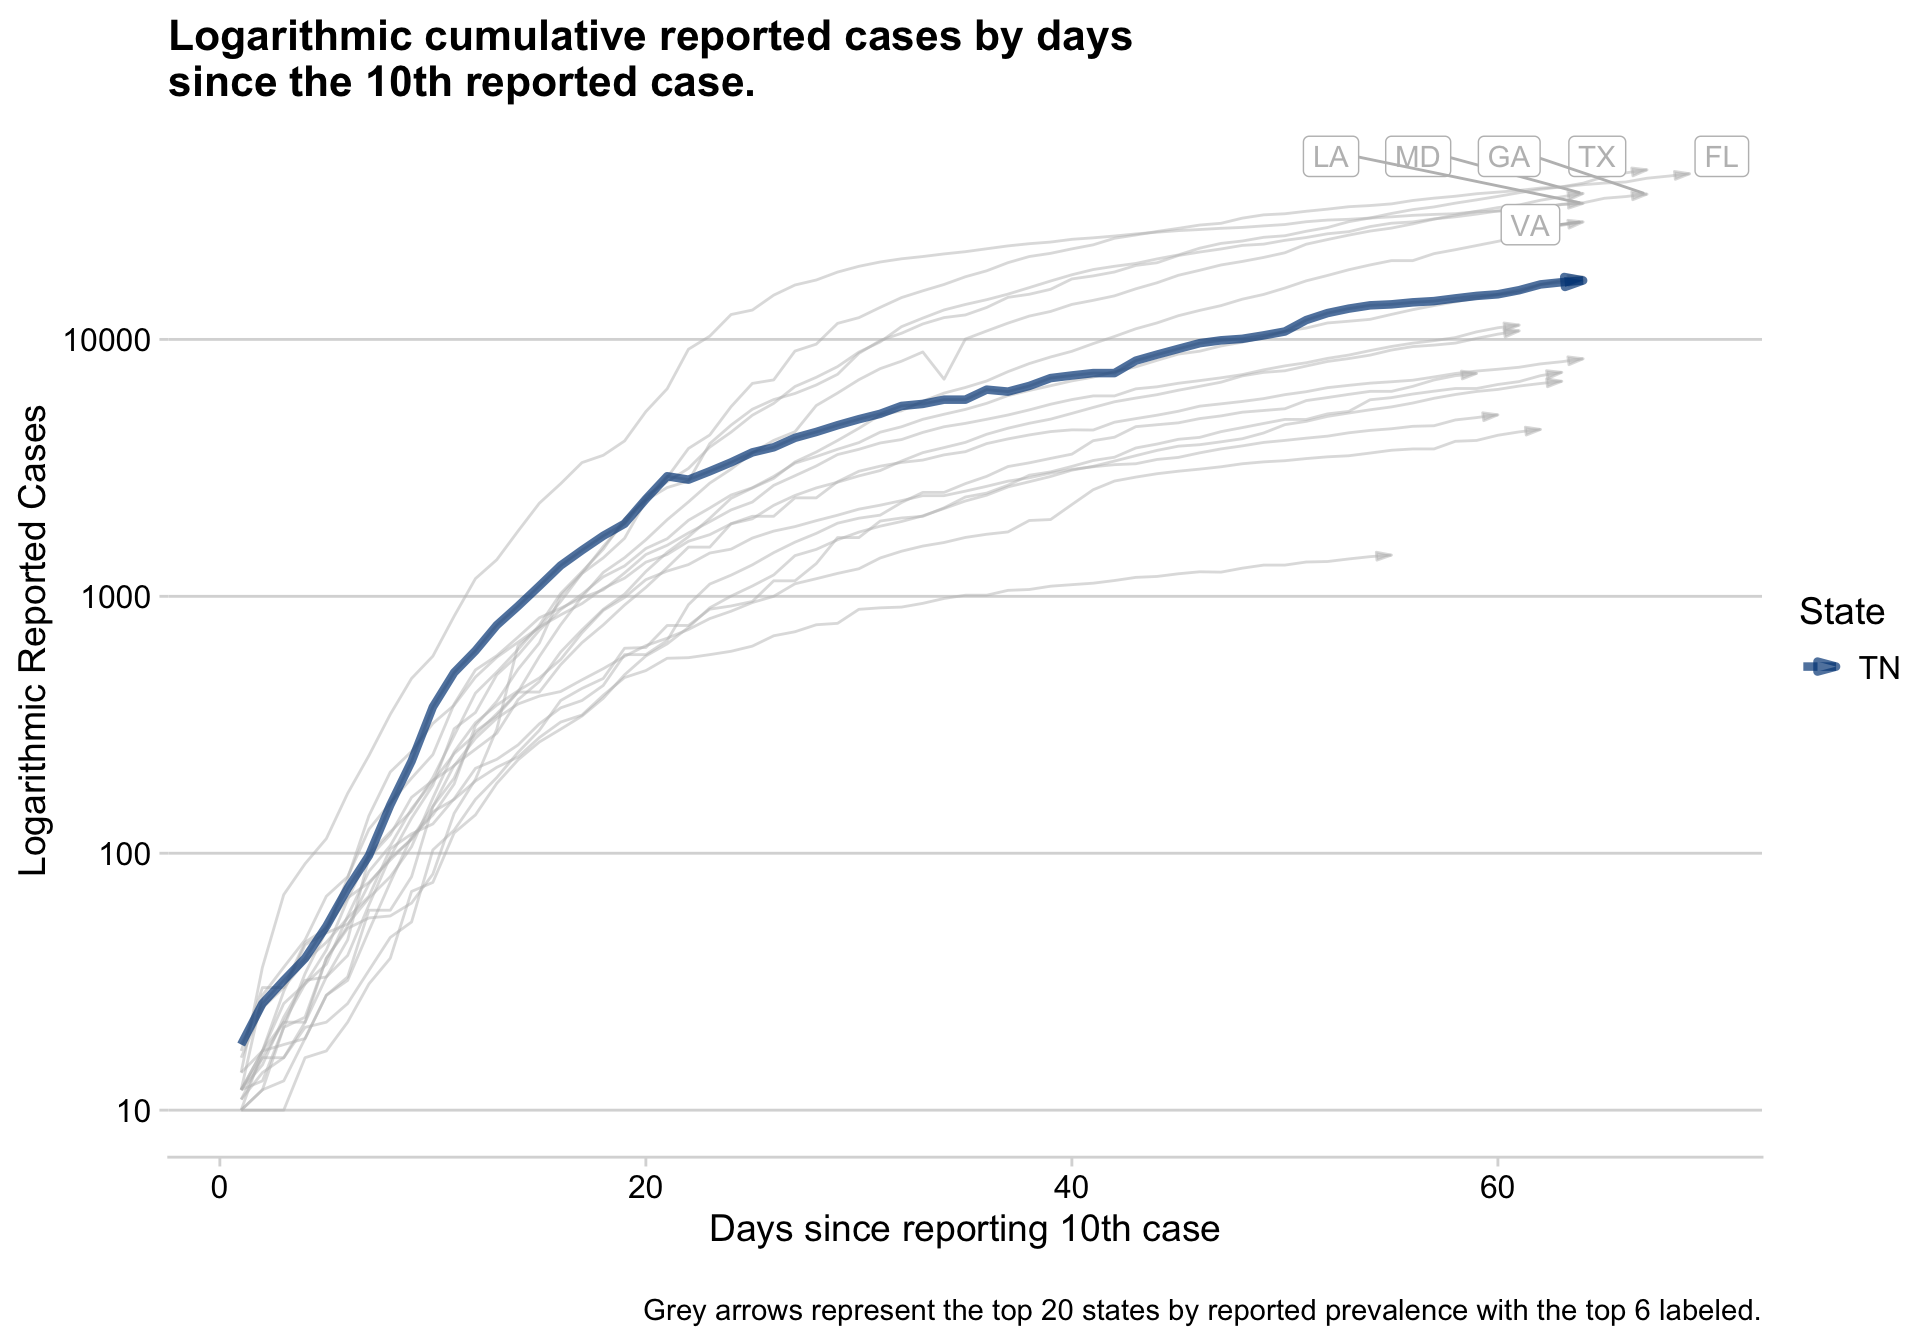 Logarithmic cumulative reported cases by days
since the 10th reported case.
LA MD GA TX FL
VA
10000
1000
100
10
Logarithmic Reported Cases
State
TN
0 20 40 60
Days since reporting 10th case
Grey arrows represent the top 20 states by reported prevalence with the top 6 labeled.